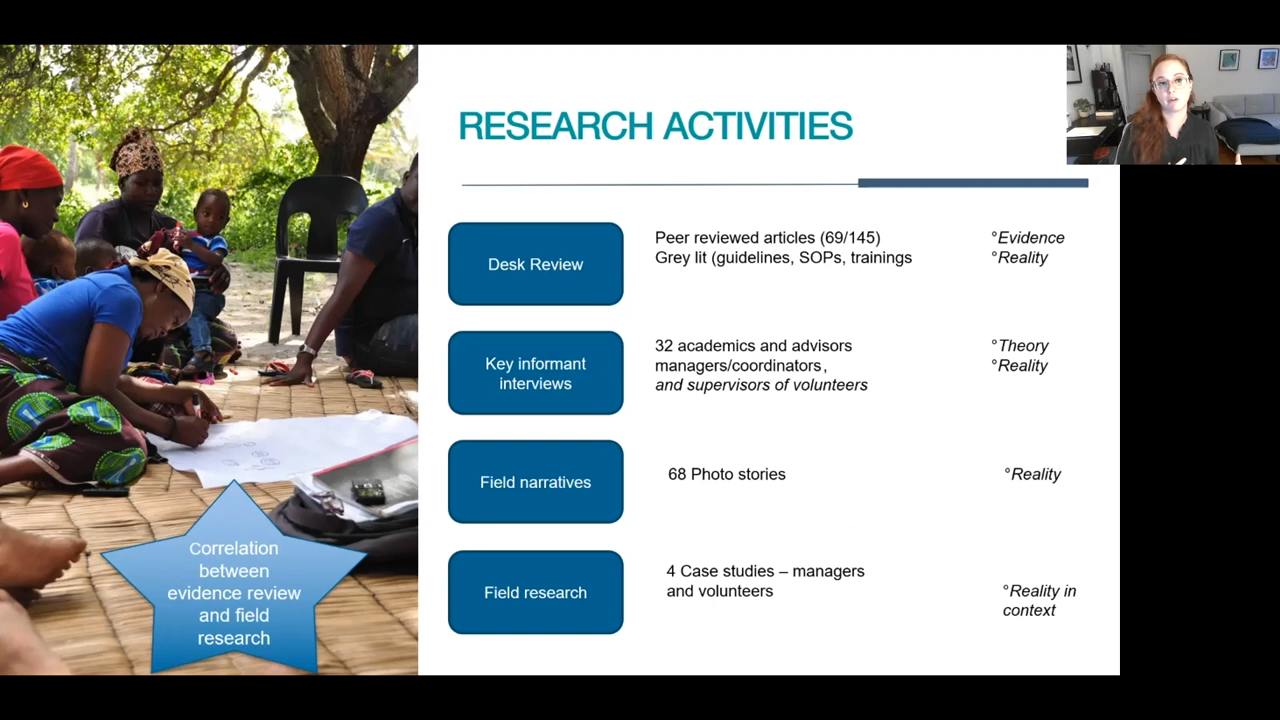 RESEARCH ACTIVITIES
Desk Review
Peer reviewed articles (69/145)
Grey lit (guidelines, SOPs, trainings
°Evidence
°Reality
Key informant
interviews
32 academics and advisors
managers/coordinators,
and supervisors of volunteers
°Theory
°Reality
Field narratives
68 Photo stories
°Reality
Field research
4 Case studies – managers
and volunteers
°Reality in
context
Correlation
between
evidence review
and field
research